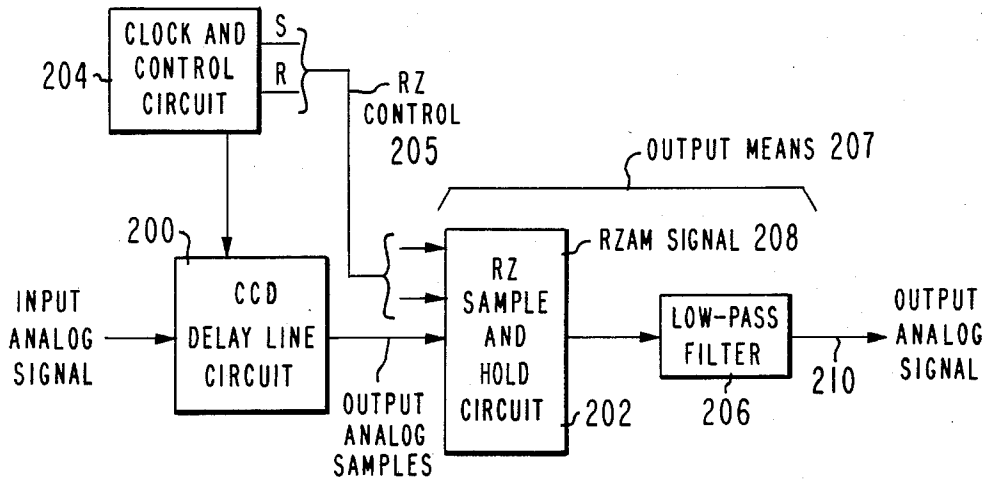 CLOCK AND
CONTROL
CIRCUIT
204
S
R
RZ
CONTROL
205
OUTPUT MEANS 207
200
CCD
DELAY LINE
CIRCUIT
INPUT
ANALOG
SIGNAL
OUTPUT
ANALOG
SAMPLES
RZ
SAMPLE
AND
HOLD
CIRCUIT
202
RZAM SIGNAL 208
LOW-PASS
FILTER
206
210
OUTPUT
ANALOG
SIGNAL